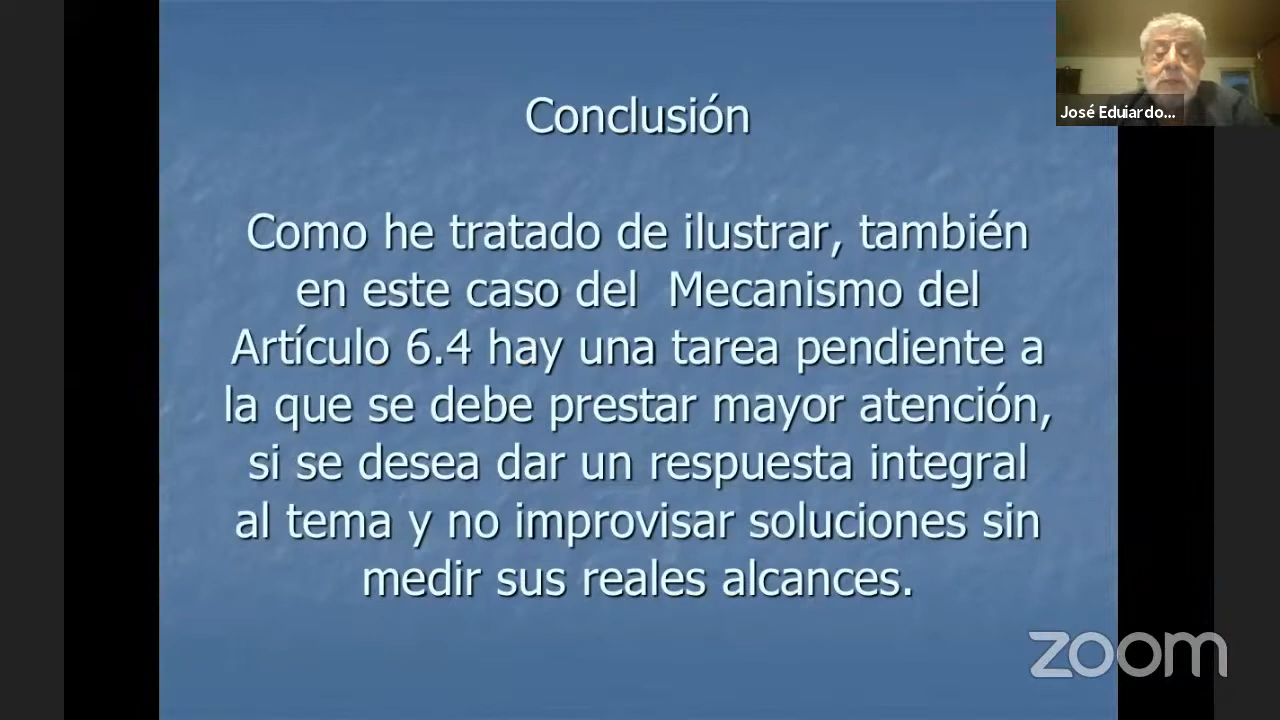 Conclusión
Como he tratado de ilustrar, también
en este caso del Mecanismo del
Artículo 6.4 hay una tarea pendiente a
la que se debe prestar mayor atención,
si se desea dar un respuesta integral
al tema y no improvisar soluciones sin
medir sus reales alcances.
José Eduiardo...
zoom